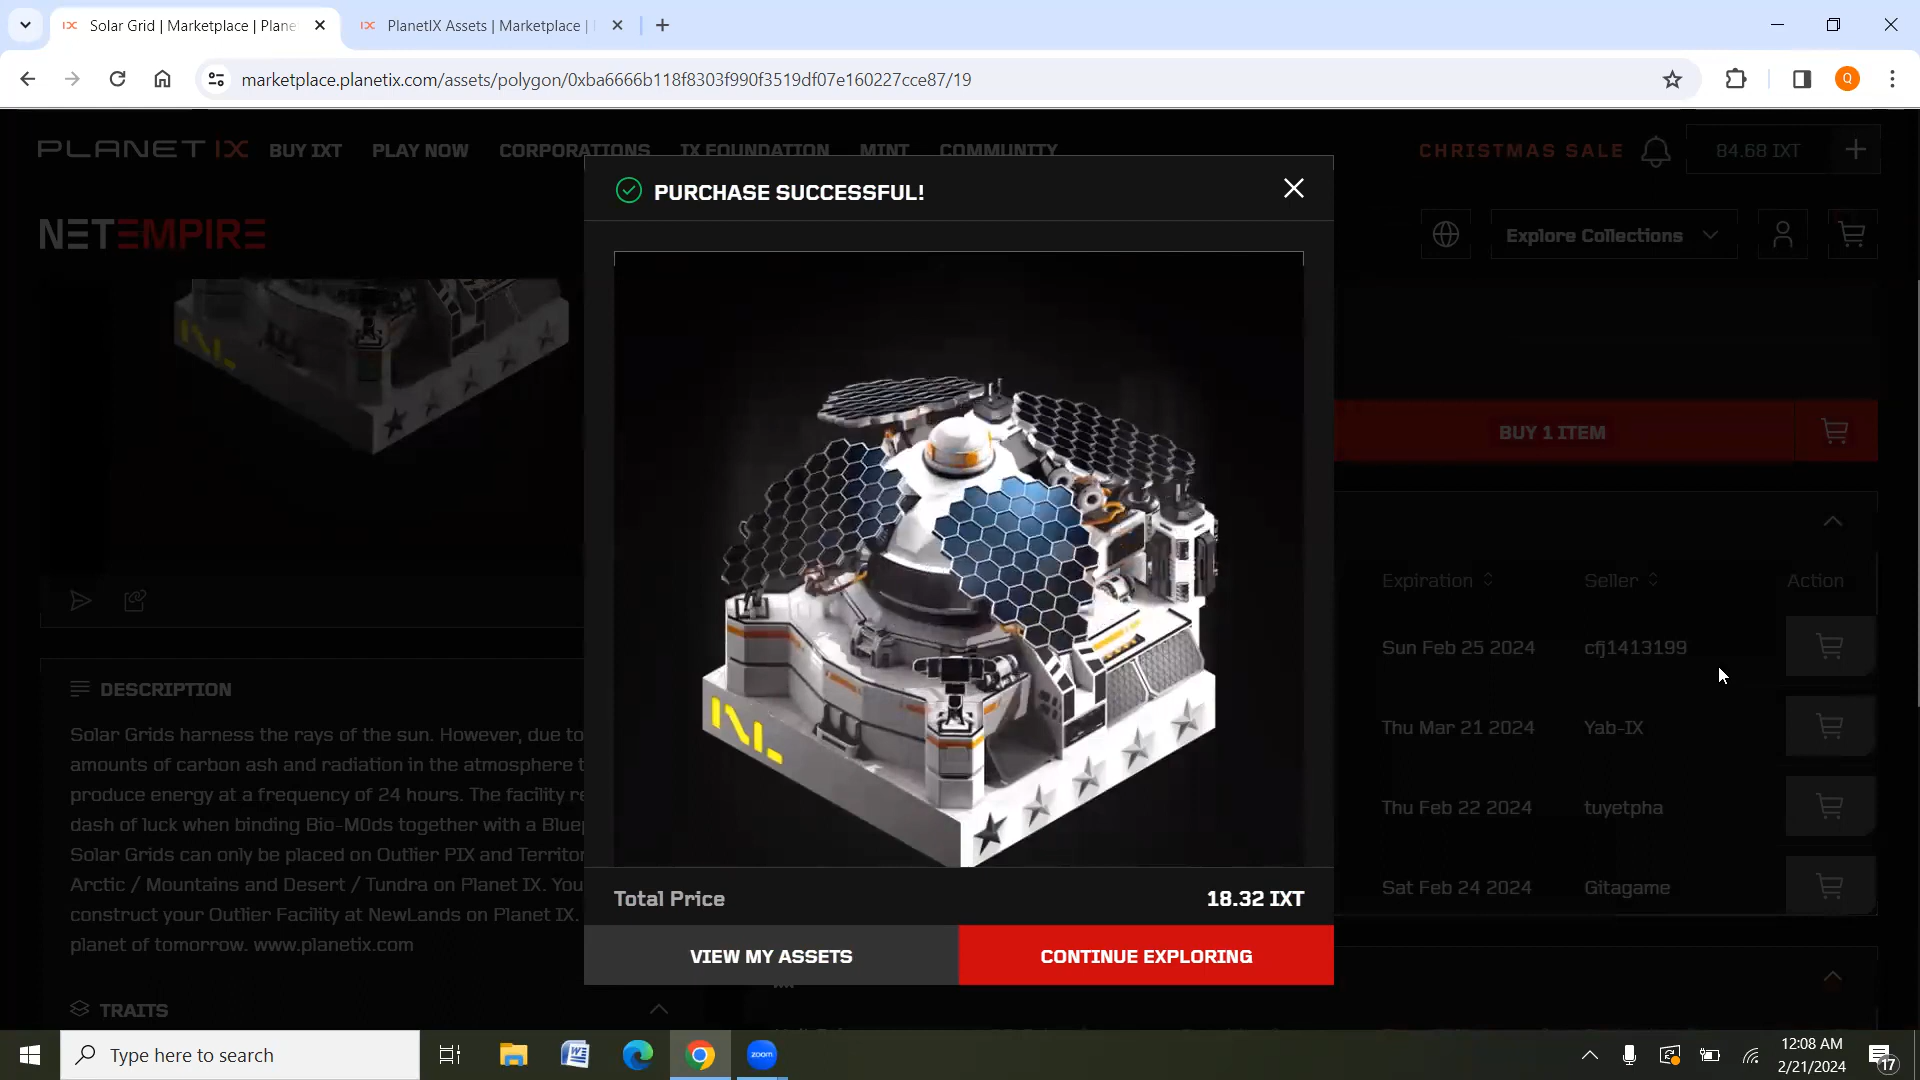 Solar Grid | Marketplace | Plane
PlanetIX Assets | Marketplace |
marketplace.planetix.com/assets/polygon/0xba6666b118f8303f990f3519df07e160227cce87/19
Q
PLANET IX
BUY IXT
PLAY NOW
CORPORATIONS
IX FOUNDATION
MINT
COMMUNITY
CHRISTMAS SALE
84.68 IXT
NETEMPIRE
Explore Collections
PURCHASE SUCCESSFUL!
BUY 1 ITEM
Expiration
Seller
Action
Sun Feb 25 2024
cfj1413199
Thu Mar 21 2024
Yab-IX
Thu Feb 22 2024
tuyetpha
Sat Feb 24 2024
Gitagame
DESCRIPTION
Solar Grids harness the rays of the sun. However, due to
amounts of carbon ash and radiation in the atmosphere
produce energy at a frequency of 24 hours. The facility
dash of luck when binding Bio-M0ds together with a
Solar Grids can only be placed on Outlier PIX and
Arctic / Mountains and Desert / Tundra on Planet IX.
construct your Outlier Facility at NewLands on Planet IX.
planet of tomorrow. www.planetix.com
TRAITS
Total Price
18.32 IXT
VIEW MY ASSETS
CONTINUE EXPLORING
Type here to search
zoom
12:08 AM
2/21/2024
17